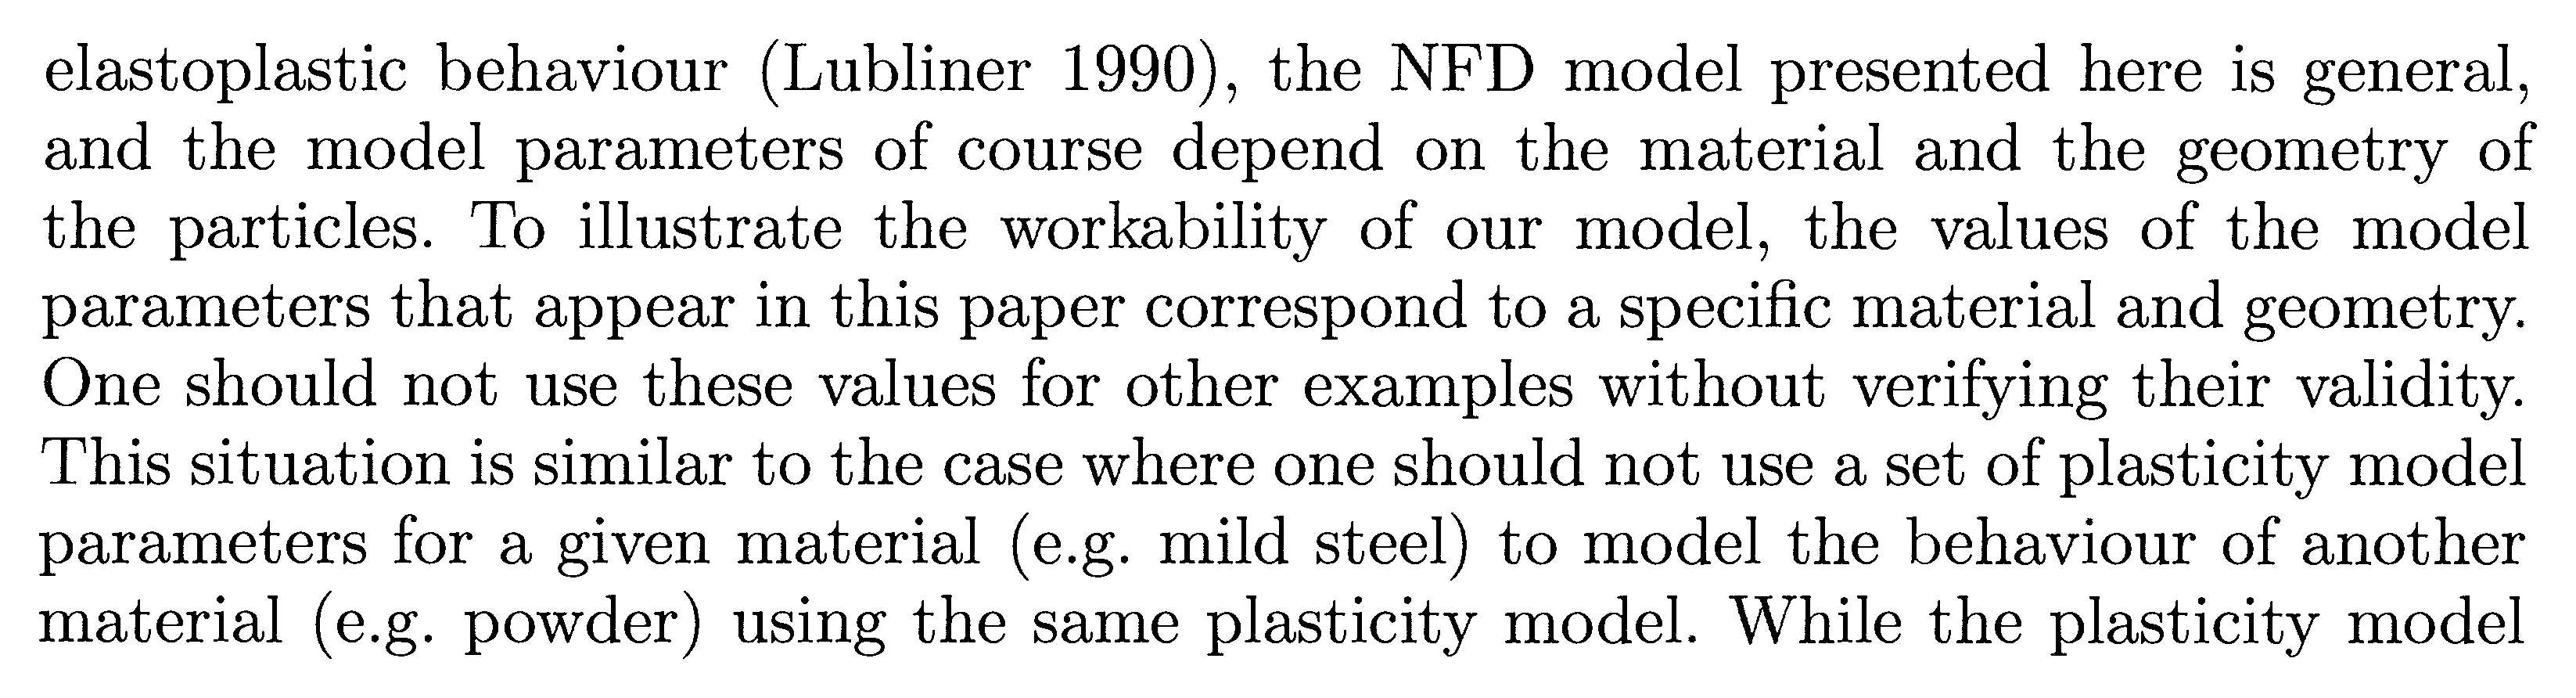 elastoplastic behaviour (Lubliner 1990), the NFD model presented here is general,
and the model parameters of course depend on the material and the geometry of
the particles. To illustrate the workability of our model, the values of the model
parameters that appear in this paper correspond to a specific material and geometry.
One should not use these values for other examples without verifying their validity.
This situation is similar to the case where one should not use a set of plasticity model
parameters for a given material (e.g. mild steel) to model the behaviour of another
material (e.g. powder) using the same plasticity model. While the plasticity model